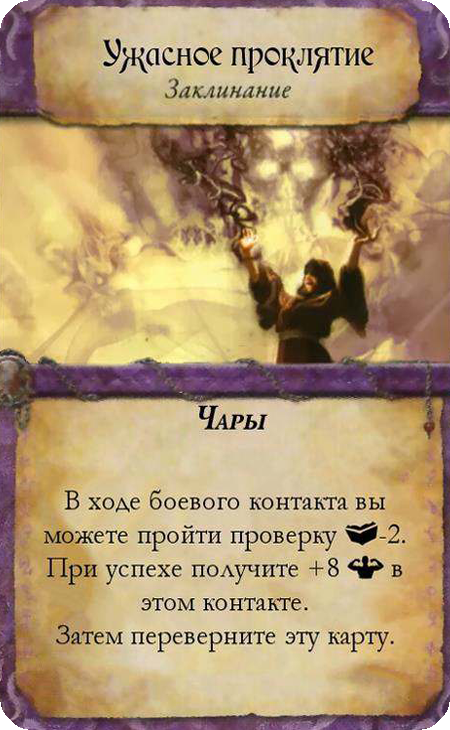 Ужасное проклятие
Заклинание
Чары
В ходе боевого контакта вы
можете пройти проверку -2.
При успехе получите +8 в
этом контакте.
Затем переверните эту карту.